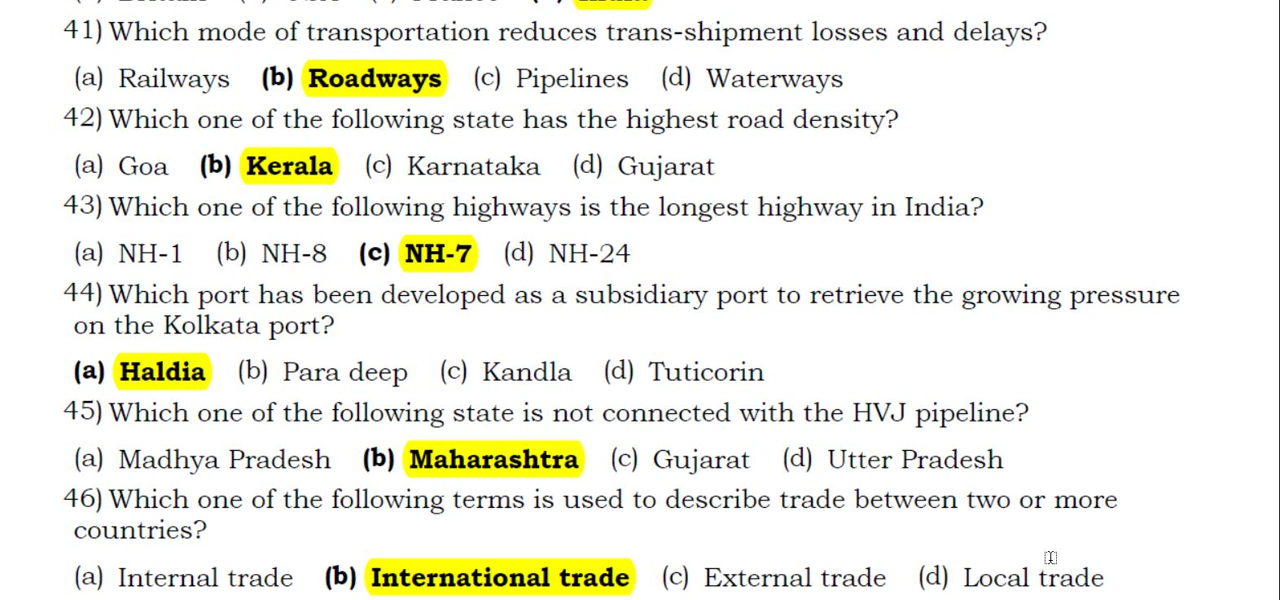 41) Which mode of transportation reduces trans-shipment losses and delays?
(a) Railways (b) Roadways (c) Pipelines (d) Waterways
42) Which one of the following state has the highest road density?
(a) Goa (b) Kerala (c) Karnataka (d) Gujarat
43) Which one of the following highways is the longest highway in India?
(a) NH-1 (b) NH-8 (c) NH-7 (d) NH-24
44) Which port has been developed as a subsidiary port to retrieve the growing pressure
on the Kolkata port?
(a) Haldia (b) Para deep (c) Kandla (d) Tuticorin
45) Which one of the following state is not connected with the HVJ pipeline?
(a) Madhya Pradesh (b) Maharashtra (c) Gujarat (d) Utter Pradesh
46) Which one of the following terms is used to describe trade between two or more
countries?
(a) Internal trade (b) International trade (c) External trade (d) Local trade